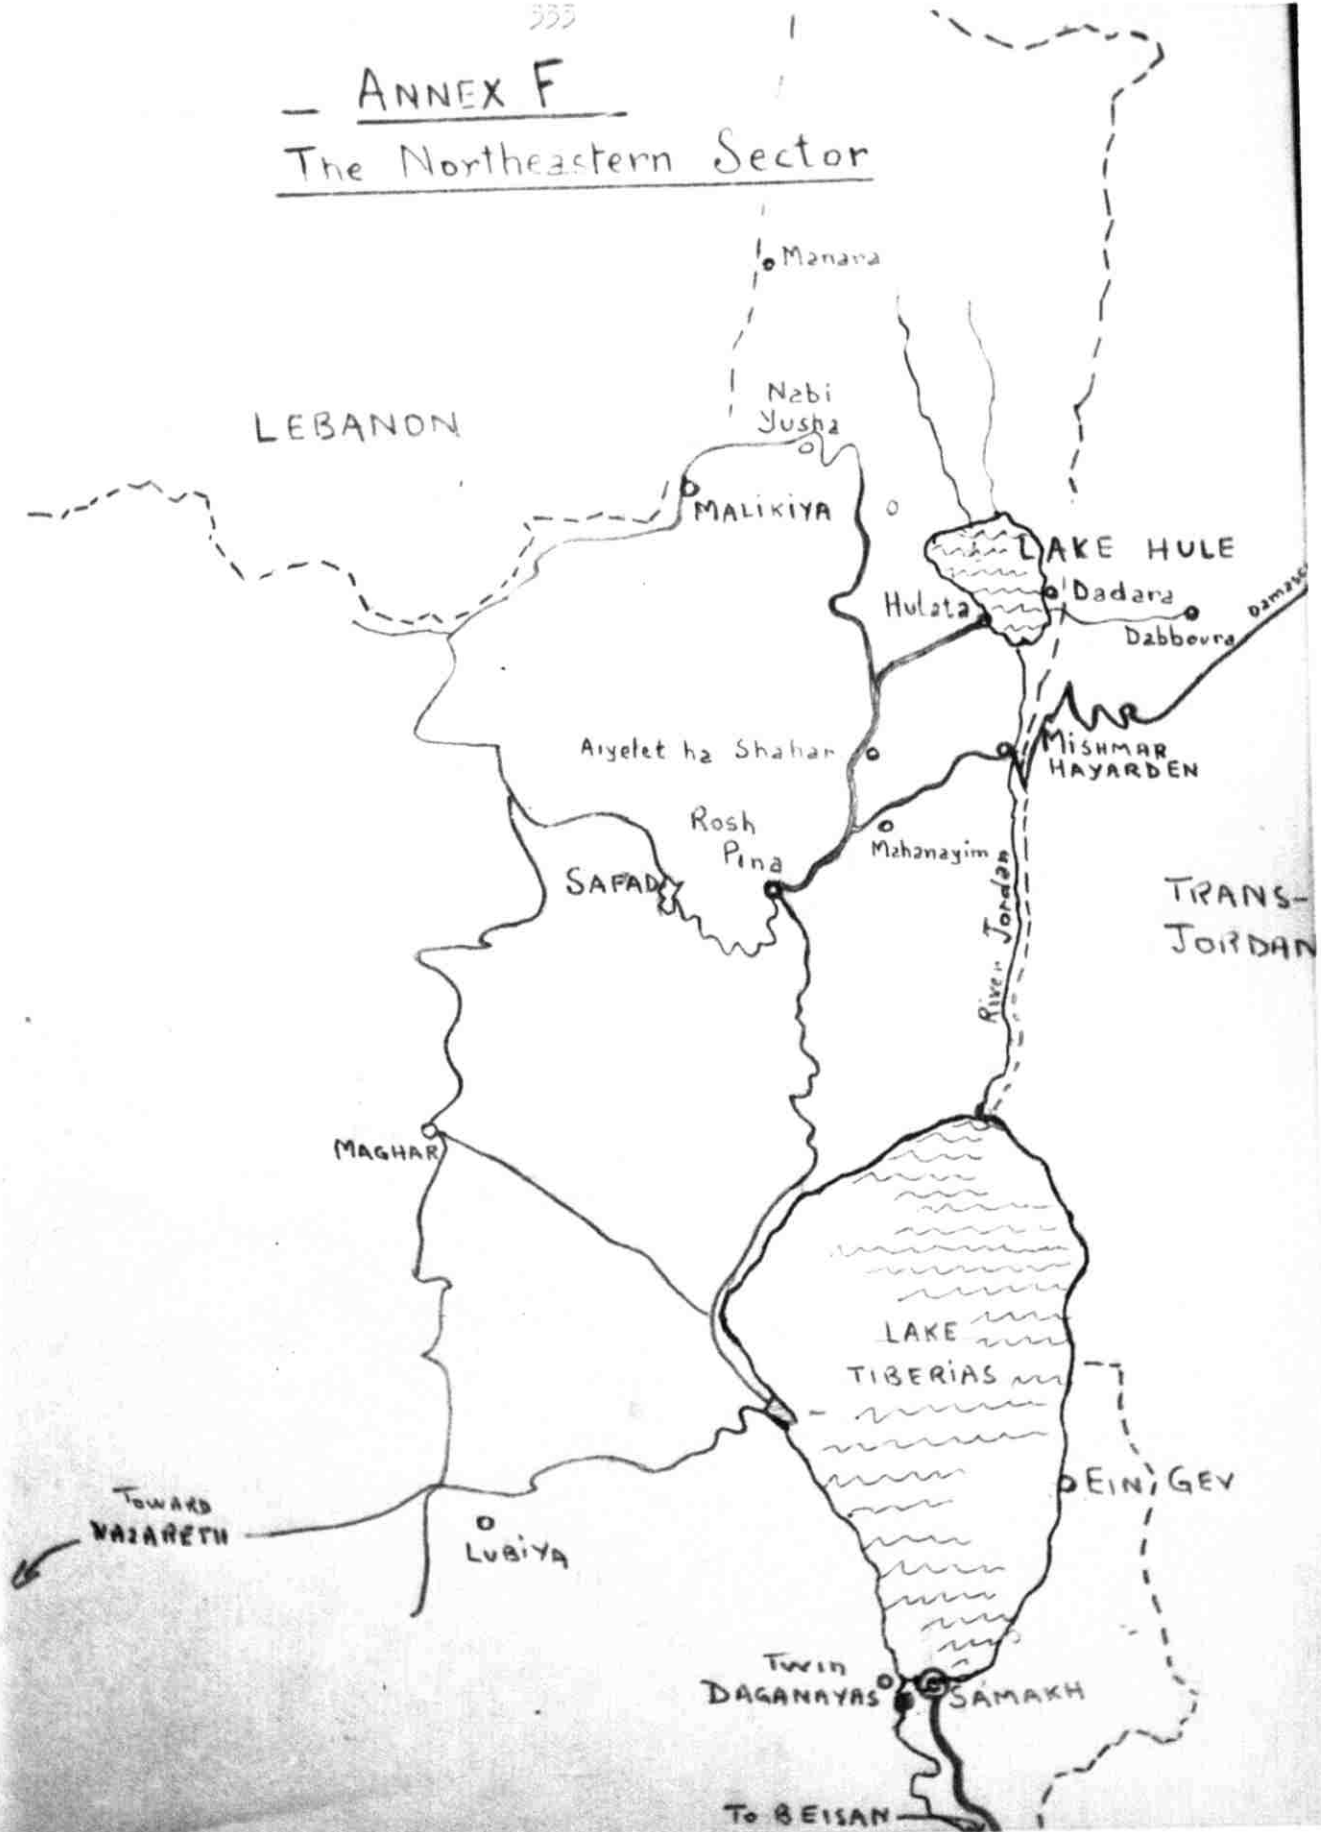 333
ANNEX F
The Northeastern Sector
Manara
Nabi
Yusha
LEBANON
MALIKIYA
LAKE HULE
Dadara
Hulata
Dabboura
Damasc
Aiyelet ha Shahar
MISHMAR
HAYARDEN
Rosh
Pina
Mahanayim
SAFAD
River Jordan
TRANS-
JORDAN
MAGHAR
LAKE
TIBERIAS
EIN GEV
TOWARD
NAZARETH
LUBIYA
Twin
DAGANAYAS
SAMAKH
To BEISAN